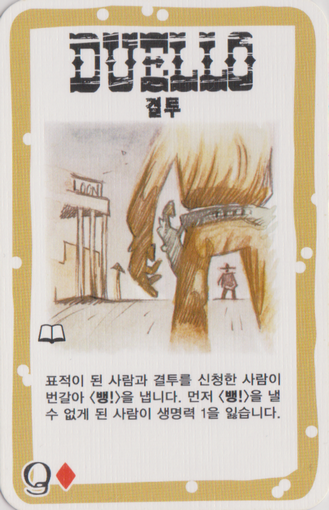 DUELLO
결투
LOON
표적이 된 사람과 결투를 신청한 사람이
번갈아 〈뱅!〉을 냅니다. 먼저 〈뱅!〉을 낼
수 없게 된 사람이 생명력 1을 잃습니다.
Q♦